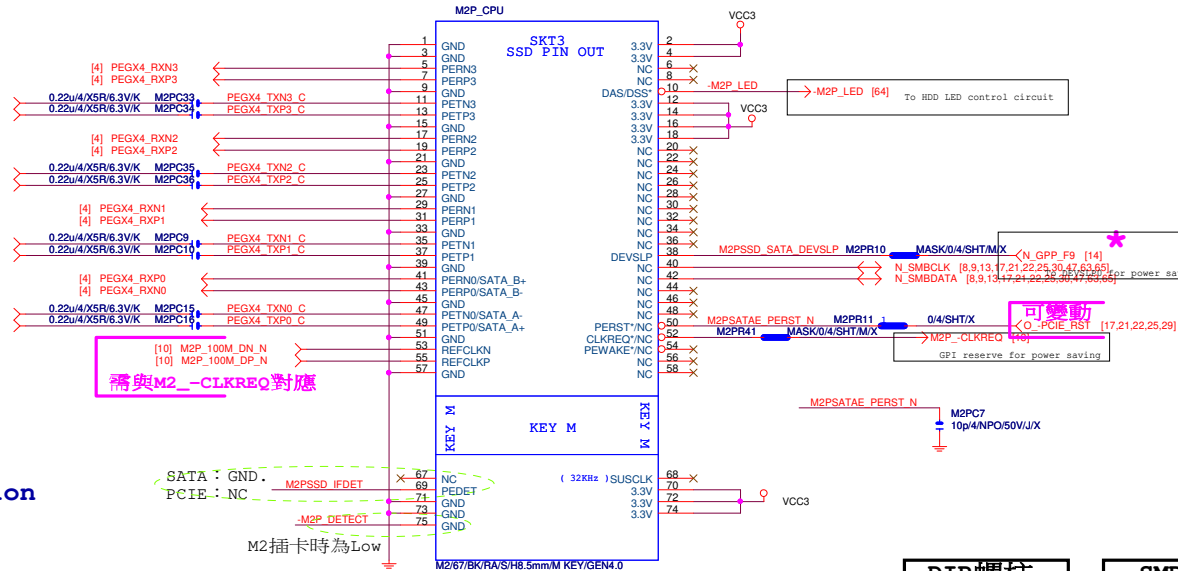 M2P_CPU
SKT3
SSD PIN OUT
VCC3
1 GND 3.3V 2
3 GND 3.3V 4
[4] PEGX4_RXN3 5 PERN3 NC 6
[4] PEGX4_RXP3 7 PERP3 NC 8
9 GND DAS/DSS* 10 -M2P_LED -M2P_LED [64] To HDD LED control circuit
0.22u/4/X5R/6.3V/K M2PC33 PEGX4_TXN3_C 11 PETN3 3.3V 12
0.22u/4/X5R/6.3V/K M2PC34 PEGX4_TXP3_C 13 PETP3 3.3V 14
VCC3
15 GND 3.3V 16
[4] PEGX4_RXN2 17 PERN2 3.3V 18
[4] PEGX4_RXP2 19 PERP2 NC 20
21 GND NC 22
0.22u/4/X5R/6.3V/K M2PC35 PEGX4_TXN2_C 23 PETN2 NC 24
0.22u/4/X5R/6.3V/K M2PC36 PEGX4_TXP2_C 25 PETP2 NC 26
27 GND NC 28
[4] PEGX4_RXN1 29 PERN1 NC 30
[4] PEGX4_RXP1 31 PERP1 NC 32
33 GND NC 34
0.22u/4/X5R/6.3V/K M2PC9 PEGX4_TXN1_C 35 PETN1 NC 36
0.22u/4/X5R/6.3V/K M2PC10 PEGX4_TXP1_C 37 PETP1 DEVSLP 38 M2PSSD_SATA_DEVSLP M2PR10 MASK/0/4/SHT/M/X N_GPP_F9 [14]
*
39 GND NC 40 N_SMBCLK [8,9,13,17,21,22,25,30,47,63,65]
[4] PEGX4_RXP0 41 PERN0/SATA_B+ NC 42 N_SMBDATA [8,9,13,17,21,22,25,30,47,63,65]
for power sa
[4] PEGX4_RXN0 43 PERP0/SATA_B- NC 44
45 GND NC 46
0.22u/4/X5R/6.3V/K M2PC15 PEGX4_TXN0_C 47 PETN0/SATA_A- NC 48
可變動
0.22u/4/X5R/6.3V/K M2PC16 PEGX4_TXP0_C 49 PETP0/SATA_A+ PERST*/NC 50 M2PSATAE_PERST_N M2PR11 1 0/4/SHT/X O_-PCIE_RST [17,21,22,25,29]
51 GND CLKREQ*/NC 52 M2PR41 MASK/0/4/SHT/M/X M2P_-CLKREQ
[10] M2P_100M_DN_N 53 REFCLKN PEWAKE*/NC 54
GPI reserve for power saving
[10] M2P_100M_DP_N 55 REFCLKP NC 56
57 GND NC 58
需與M2_-CLKREQ對應
M2PSATAE_PERST_N
M2PC7
10p/4/NPO/50V/J/X
KEY M KEY M KEY M
67 NC ( 32KHz ) SUSCLK 68
SATA：GND.
PCIE：NC
M2PSSD_IFDET 69 PEDET 3.3V 70
71 GND 3.3V 72
VCC3
73 GND 3.3V 74
-M2P_DETECT 75 GND
on
M2插卡時為Low
M2/67/BK/RA/S/H8.5mm/M KEY/GEN4.0